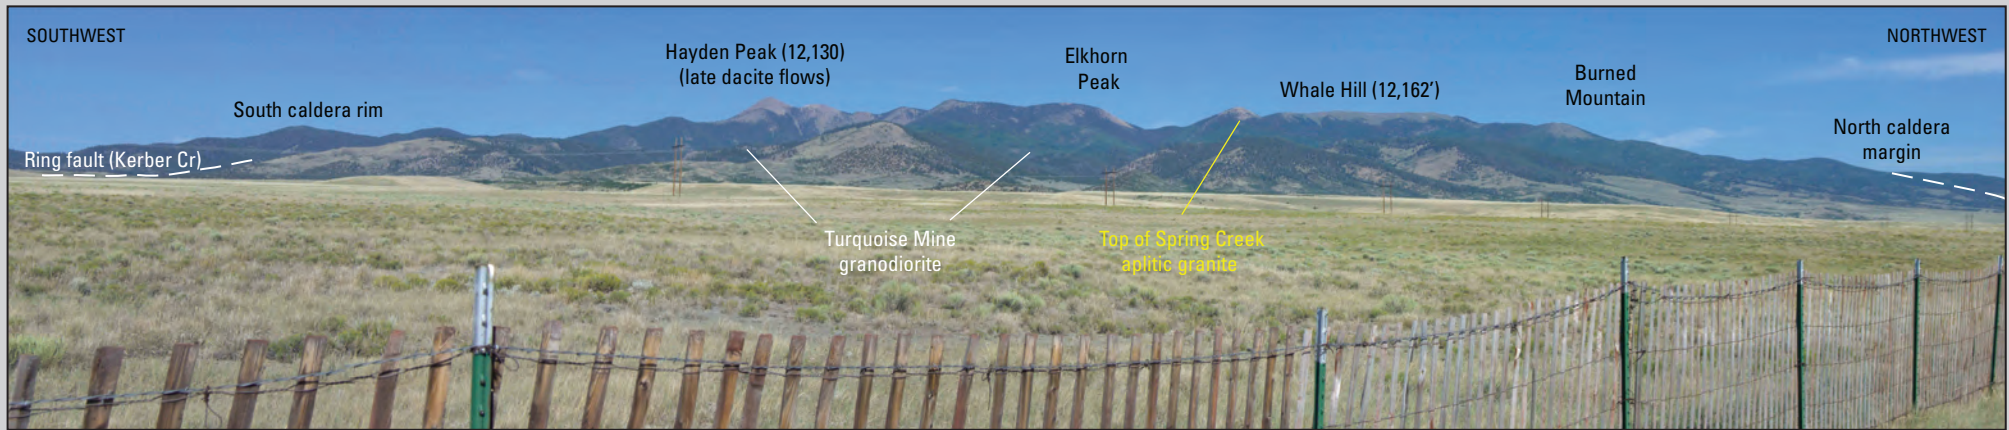 SOUTHWEST
NORTHWEST
Hayden Peak (12,130)
(late dacite flows)
Elkhorn
Peak
Whale Hill (12,162’)
Burned
Mountain
South caldera rim
North caldera
margin
Ring fault (Kerber Cr)
Turquoise Mine
granodiorite
Top of Spring Creek
aplitic granite